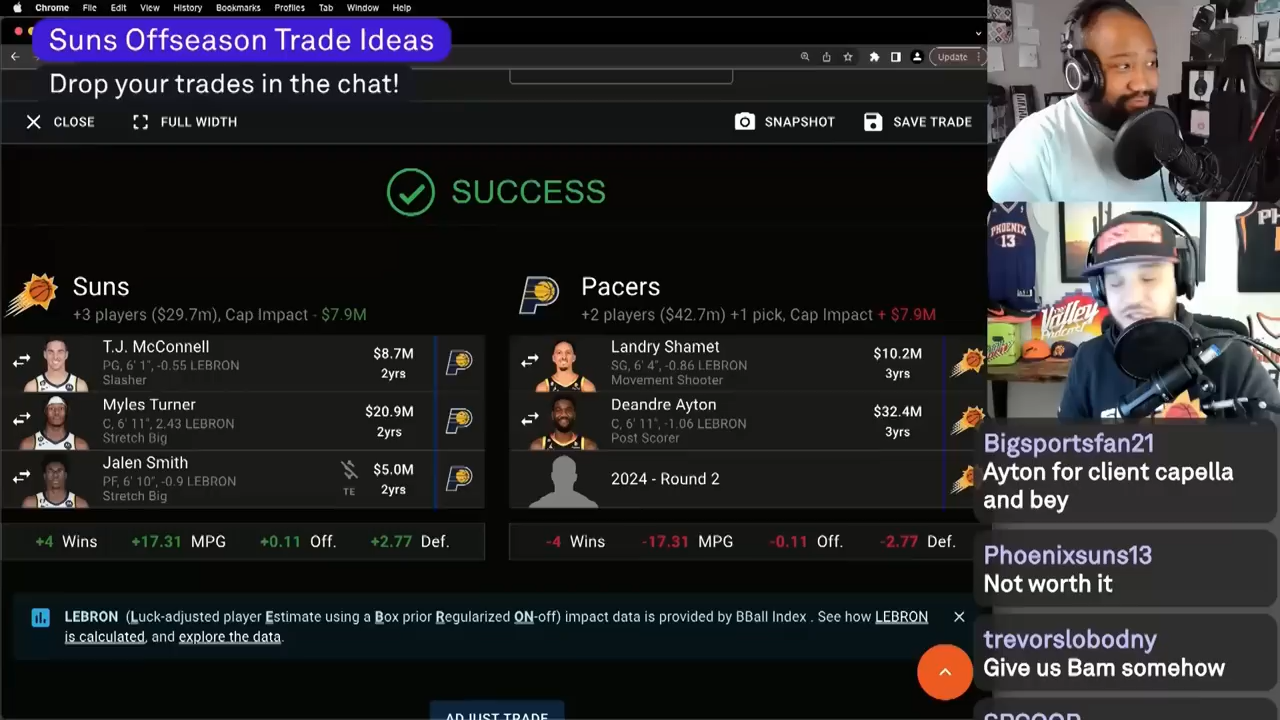 Chrome File Edit View History Bookmarks Profiles Tab Window Help
Suns Offseason Trade Ideas
Drop your trades in the chat!
Update
CLOSE FULL WIDTH SNAPSHOT SAVE TRADE
SUCCESS
Suns
+3 players ($29.7m), Cap Impact - $7.9M
T.J. McConnell
PG, 6' 1", -0.55 LEBRON
Slasher
$8.7M
2yrs
Myles Turner
C, 6' 11", 2.43 LEBRON
Stretch Big
$20.9M
2yrs
Jalen Smith
PF, 6' 10", -0.9 LEBRON
Stretch Big
TE
$5.0M
2yrs
+4 Wins +17.31 MPG +0.11 Off. +2.77 Def.
Pacers
+2 players ($42.7m) +1 pick, Cap Impact + $7.9M
Landry Shamet
SG, 6' 4", -0.86 LEBRON
Movement Shooter
$10.2M
3yrs
Deandre Ayton
C, 6' 11", -1.06 LEBRON
Post Scorer
$32.4M
3yrs
2024 - Round 2
-4 Wins -17.31 MPG -0.11 Off. -2.77 Def.
LEBRON (Luck-adjusted player Estimate using a Box prior Regularized ON-off) impact data is provided by BBall Index . See how LEBRON
is calculated, and explore the data.
ADJUST TRADE
PHOENIX
13
PH
Valley
Podcast
Bigsportsfan21
Ayton for client capella
and bey
Phoenixsuns13
Not worth it
trevorslobodny
Give us Bam somehow